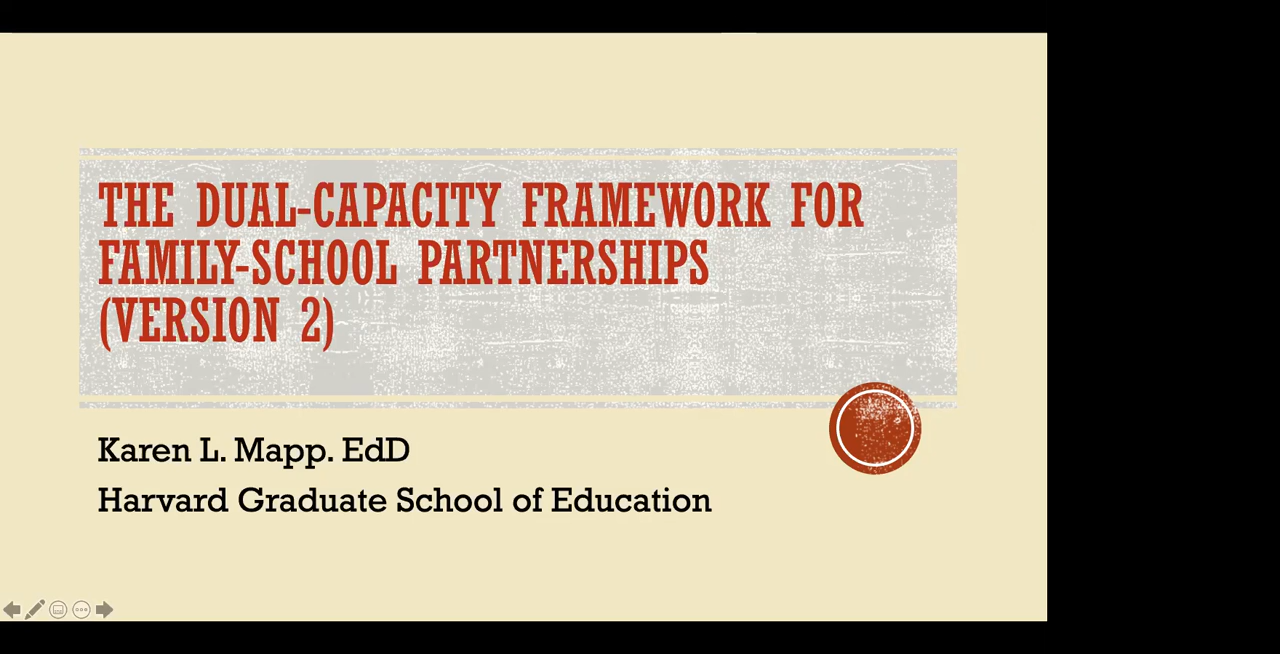 THE DUAL-CAPACITY FRAMEWORK FOR
FAMILY-SCHOOL PARTNERSHIPS
(VERSION 2)
Karen L. Mapp. EdD
Harvard Graduate School of Education